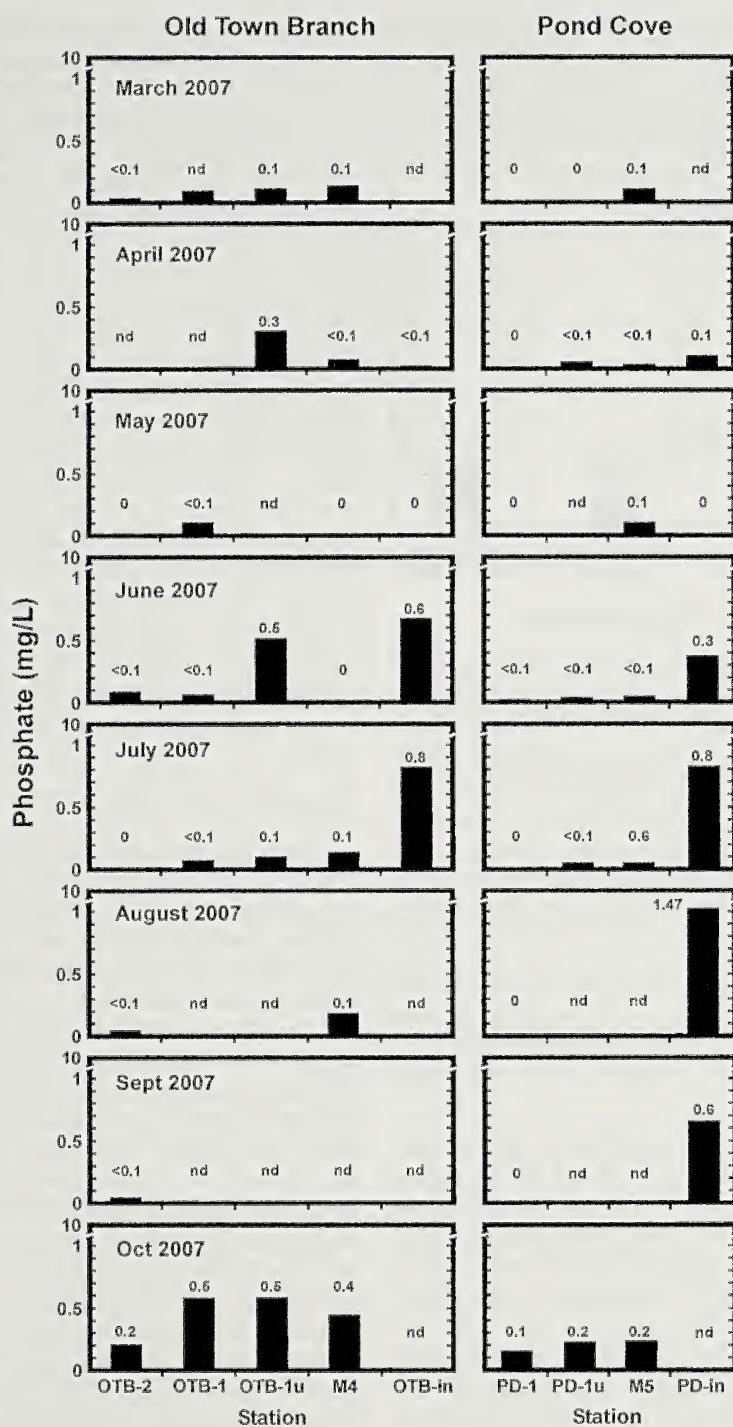 Old Town Branch Pond Cove
10
1
March 2007
0.5
<0.1 nd 0.1 0.1 nd 0 0 0.1 nd
0
10
1
April 2007
0.5
nd nd 0.3 <0.1 <0.1 0 <0.1 <0.1 0.1
0
10
1
May 2007
0.5
0 <0.1 nd 0 0 0 nd 0.1 0
0
10
1
June 2007
0.5
<0.1 <0.1 0.5 0 0.6 <0.1 <0.1 <0.1 0.3
0
Phosphate (mg/L)
10
1
July 2007
0.5
0 <0.1 0.1 0.1 0.8 0 <0.1 0.6 0.8
0
10
1
August 2007
1.47
0.5
<0.1 nd nd 0.1 nd 0 nd nd
0
10
1
Sept 2007
0.5
<0.1 nd nd nd nd 0 nd nd 0.6
0
10
1
Oct 2007
0.5
0.2 0.5 0.5 0.4 nd 0.1 0.2 0.2 nd
0
OTB-2 OTB-1 OTB-1u M4 OTB-in PD-1 PD-1u M5 PD-in
Station Station